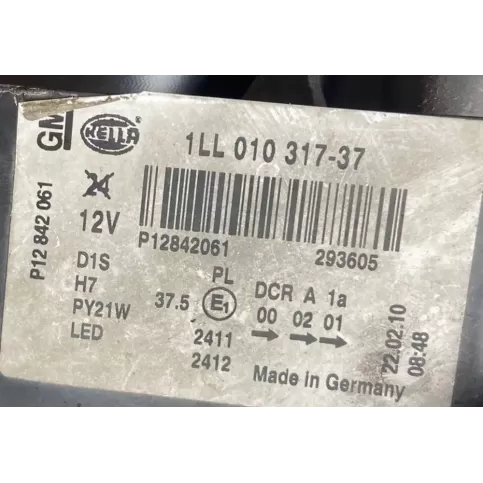 GM
HELLA
1LL 010 317-37
P12 842 061
24
12V
P12842061 293605
D1S
H7
PY21W
LED
PL
37.5 E1 DCR A 1a
00 02 01
2411 → → →
2412
Made in Germany
22.02.10
08:48